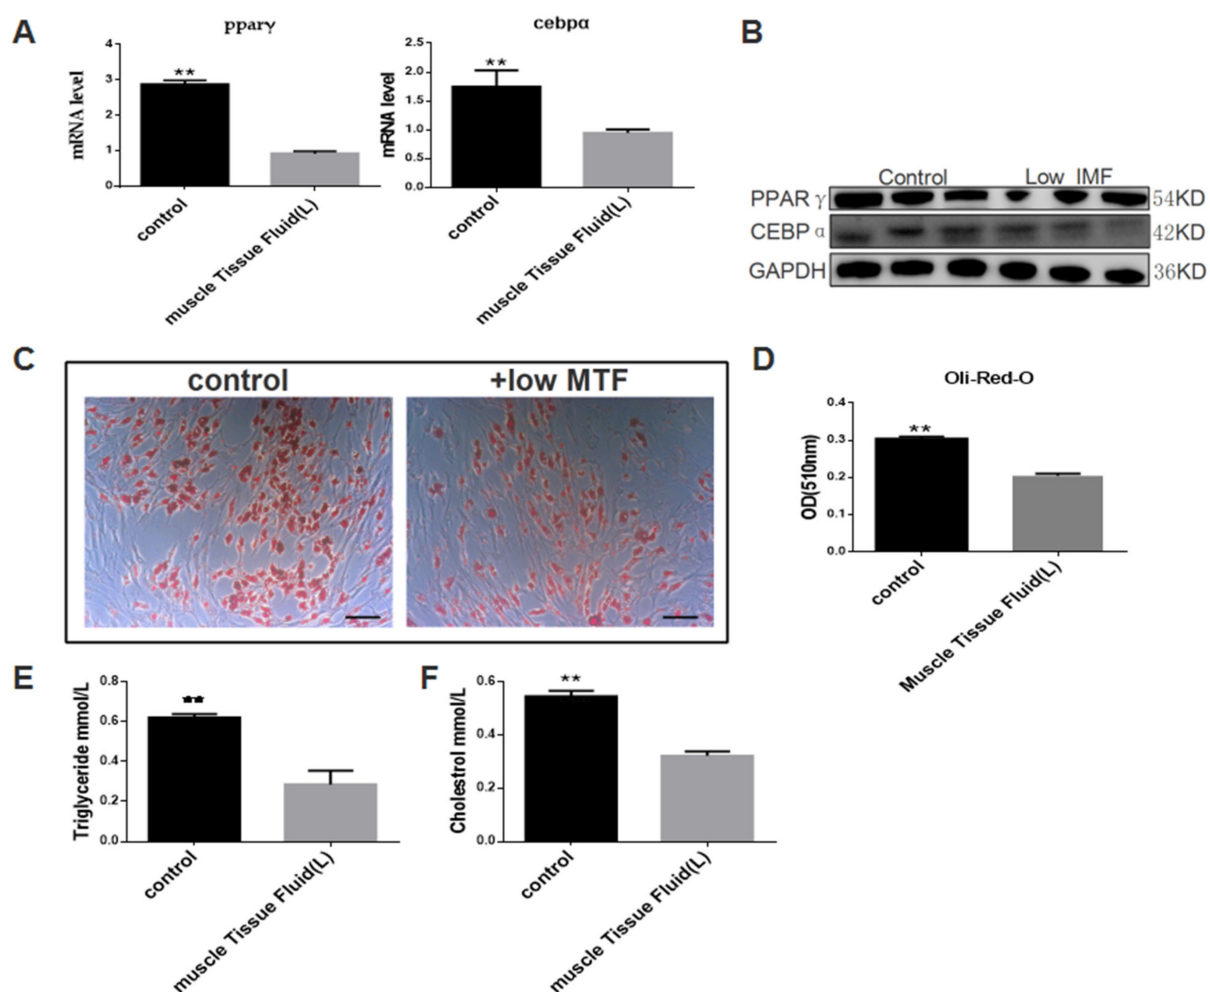 A
pparγ
mRNA level
4
3
2
1
0
**
control
muscle Tissue Fluid(L)
cebpα
mRNA level
2.5
2.0
1.5
1.0
0.5
0.0
**
control
muscle Tissue Fluid(L)
B
Control Low IMF
PPAR γ 54KD
CEBP α 42KD
GAPDH 36KD
C
control +low MTF
D
Oli-Red-O
OD(510nm)
0.4
0.3
0.2
0.1
0.0
**
control
Muscle Tissue Fluid(L)
E
Triglyceride mmol/L
0.8
0.6
0.4
0.2
0.0
**
control
muscle Tissue Fluid(L)
F
Cholestrol mmol/L
0.6
0.4
0.2
0.0
**
control
muscle Tissue Fluid(L)